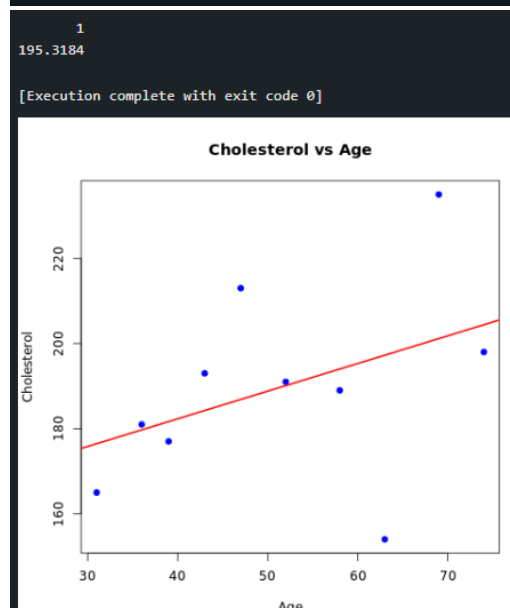 1
195.3184
[Execution complete with exit code 0]
Cholesterol vs Age
220
200
180
160
Cholesterol
30 40 50 60 70
Age